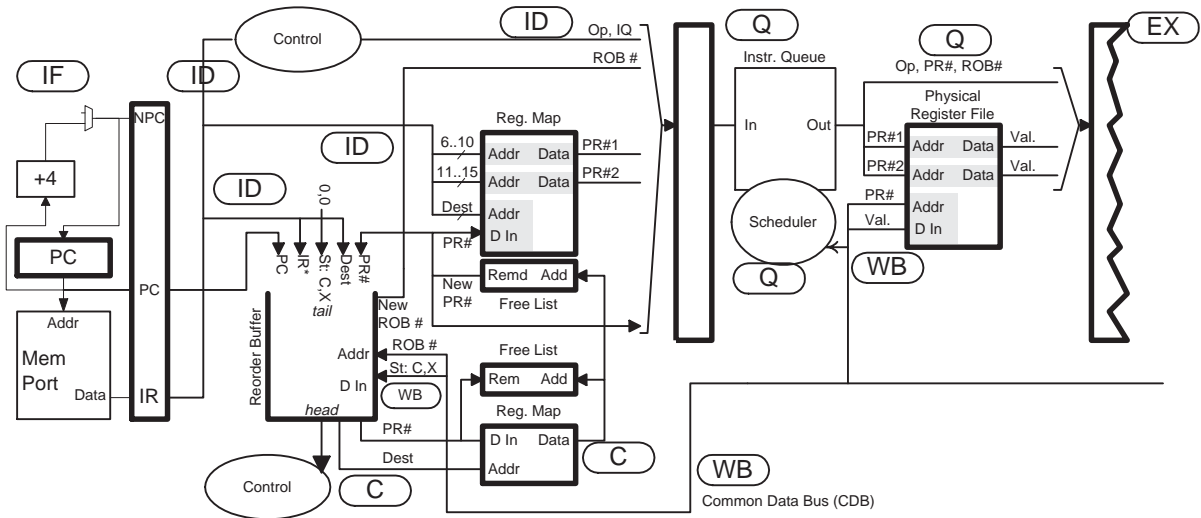 IF
ID
Control
ID
Op, IQ
ROB #
Q
Instr. Queue
Q
Op, PR#, ROB#
EX
NPC
+4
PC
Addr
Mem
Port
Data
PC
IR
ID
ID
0,0
PC
IR*
St: C,X
Dest
PR#
tail
Reorder Buffer
New
ROB #
Addr
ROB #
St: C,X
D In
WB
head
Reg. Map
6..10
Addr
Data
PR#1
11..15
Addr
Data
PR#2
Dest
Addr
PR#
D In
Remd
Add
New
PR#
Free List
Free List
Rem
Add
Reg. Map
PR#
D In
Data
Dest
Addr
C
Control
C
In
Out
Scheduler
Q
Physical
Register File
PR#1
Addr
Data
Val.
PR#2
Addr
Data
Val.
PR#
Addr
Val.
D In
WB
WB
Common Data Bus (CDB)